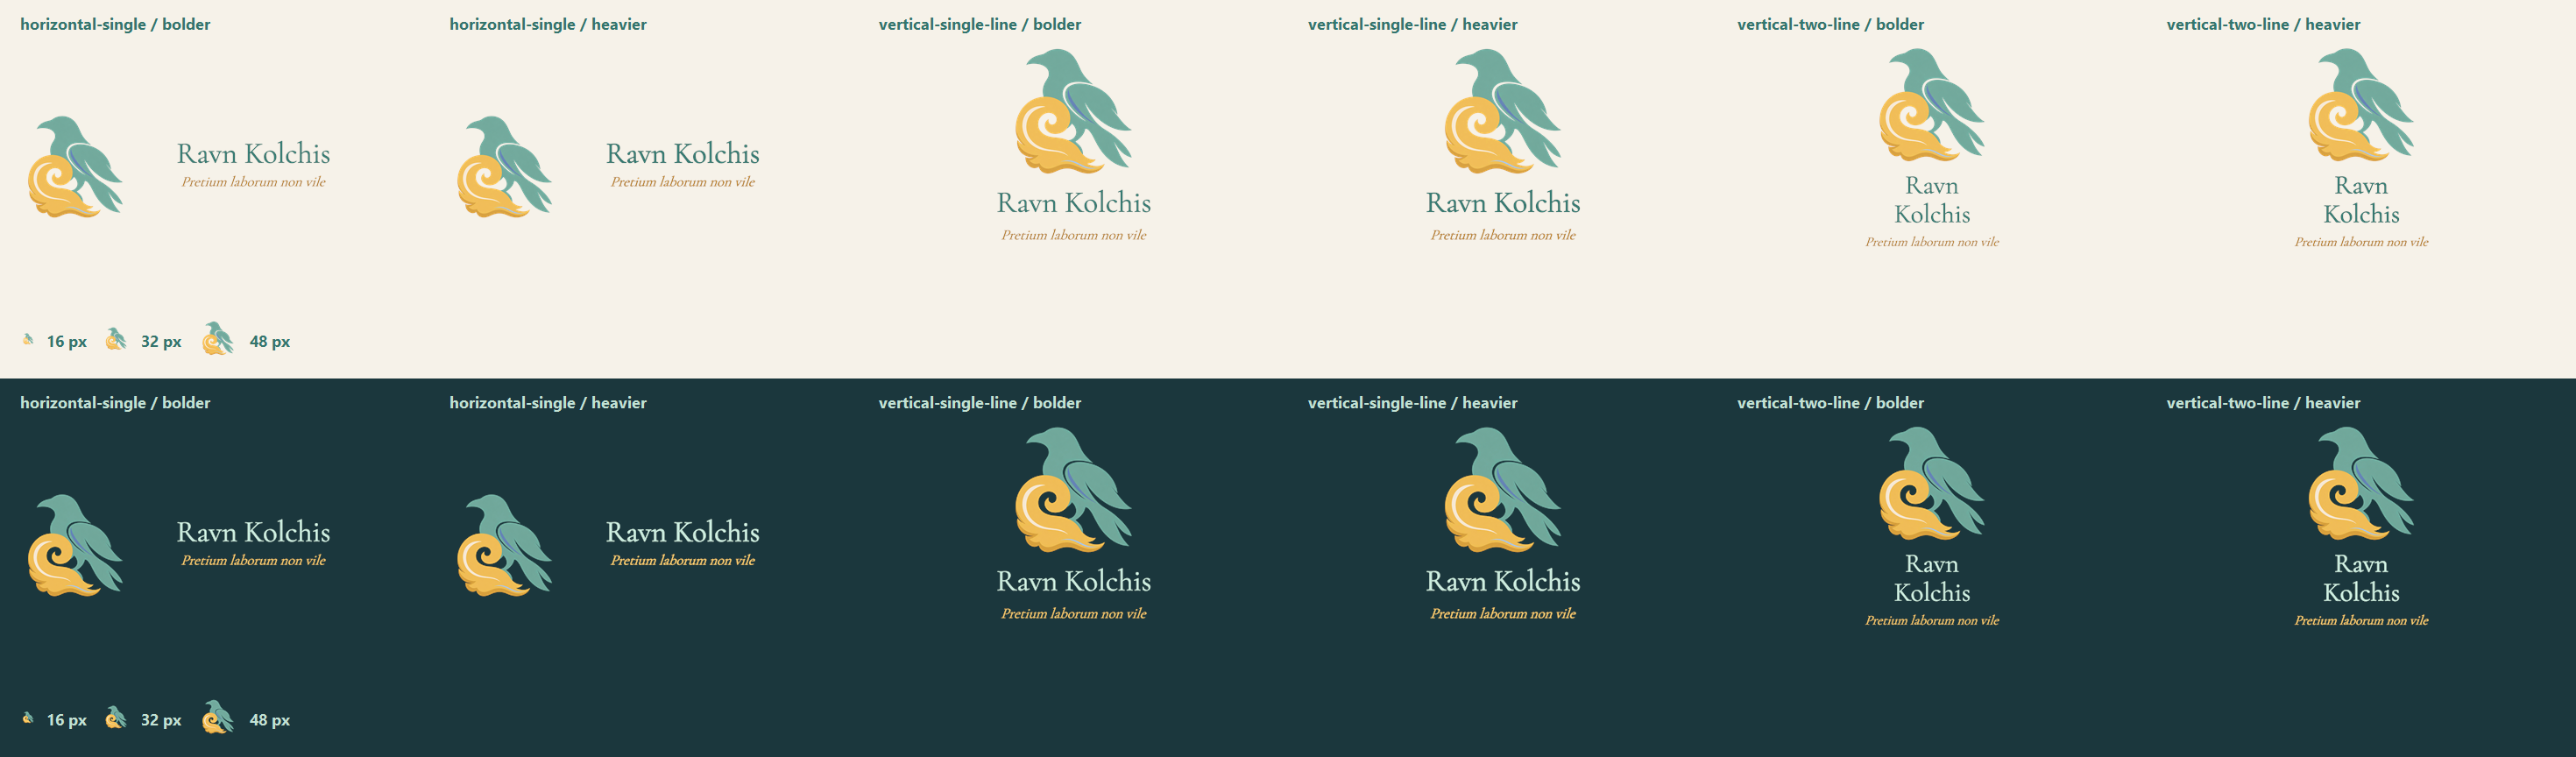 horizontal-single / bolder
horizontal-single / heavier
vertical-single-line / bolder
vertical-single-line / heavier
vertical-two-line / bolder
vertical-two-line / heavier
Ravn Kolchis
Pretium laborum non vile
Ravn Kolchis
Pretium laborum non vile
Ravn Kolchis
Pretium laborum non vile
Ravn Kolchis
Pretium laborum non vile
Ravn
Kolchis
Pretium laborum non vile
Ravn
Kolchis
Pretium laborum non vile
16 px
32 px
48 px
horizontal-single / bolder
horizontal-single / heavier
vertical-single-line / bolder
vertical-single-line / heavier
vertical-two-line / bolder
vertical-two-line / heavier
Ravn Kolchis
Pretium laborum non vile
Ravn Kolchis
Pretium laborum non vile
Ravn Kolchis
Pretium laborum non vile
Ravn Kolchis
Pretium laborum non vile
Ravn
Kolchis
Pretium laborum non vile
Ravn
Kolchis
Pretium laborum non vile
16 px
32 px
48 px